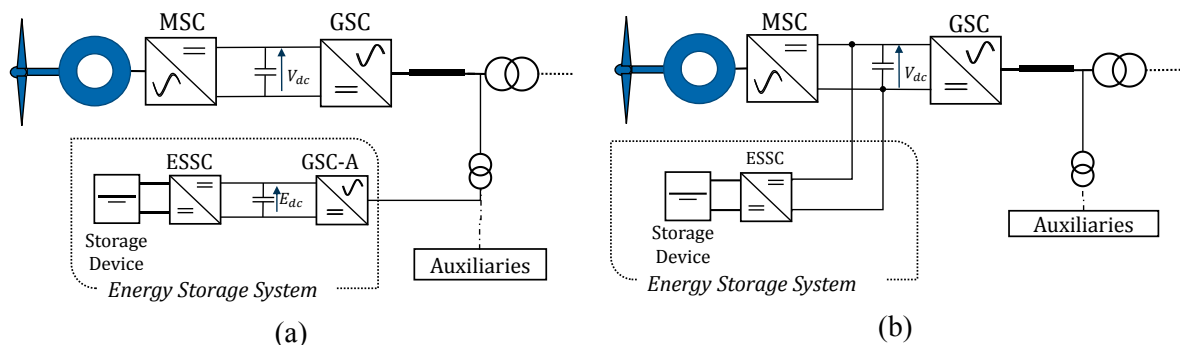 MSC
GSC
V_dc
ESSC
GSC-A
E_dc
Storage
Device
Auxiliaries
Energy Storage System
(a)
MSC
GSC
V_dc
ESSC
Storage
Device
Auxiliaries
Energy Storage System
(b)